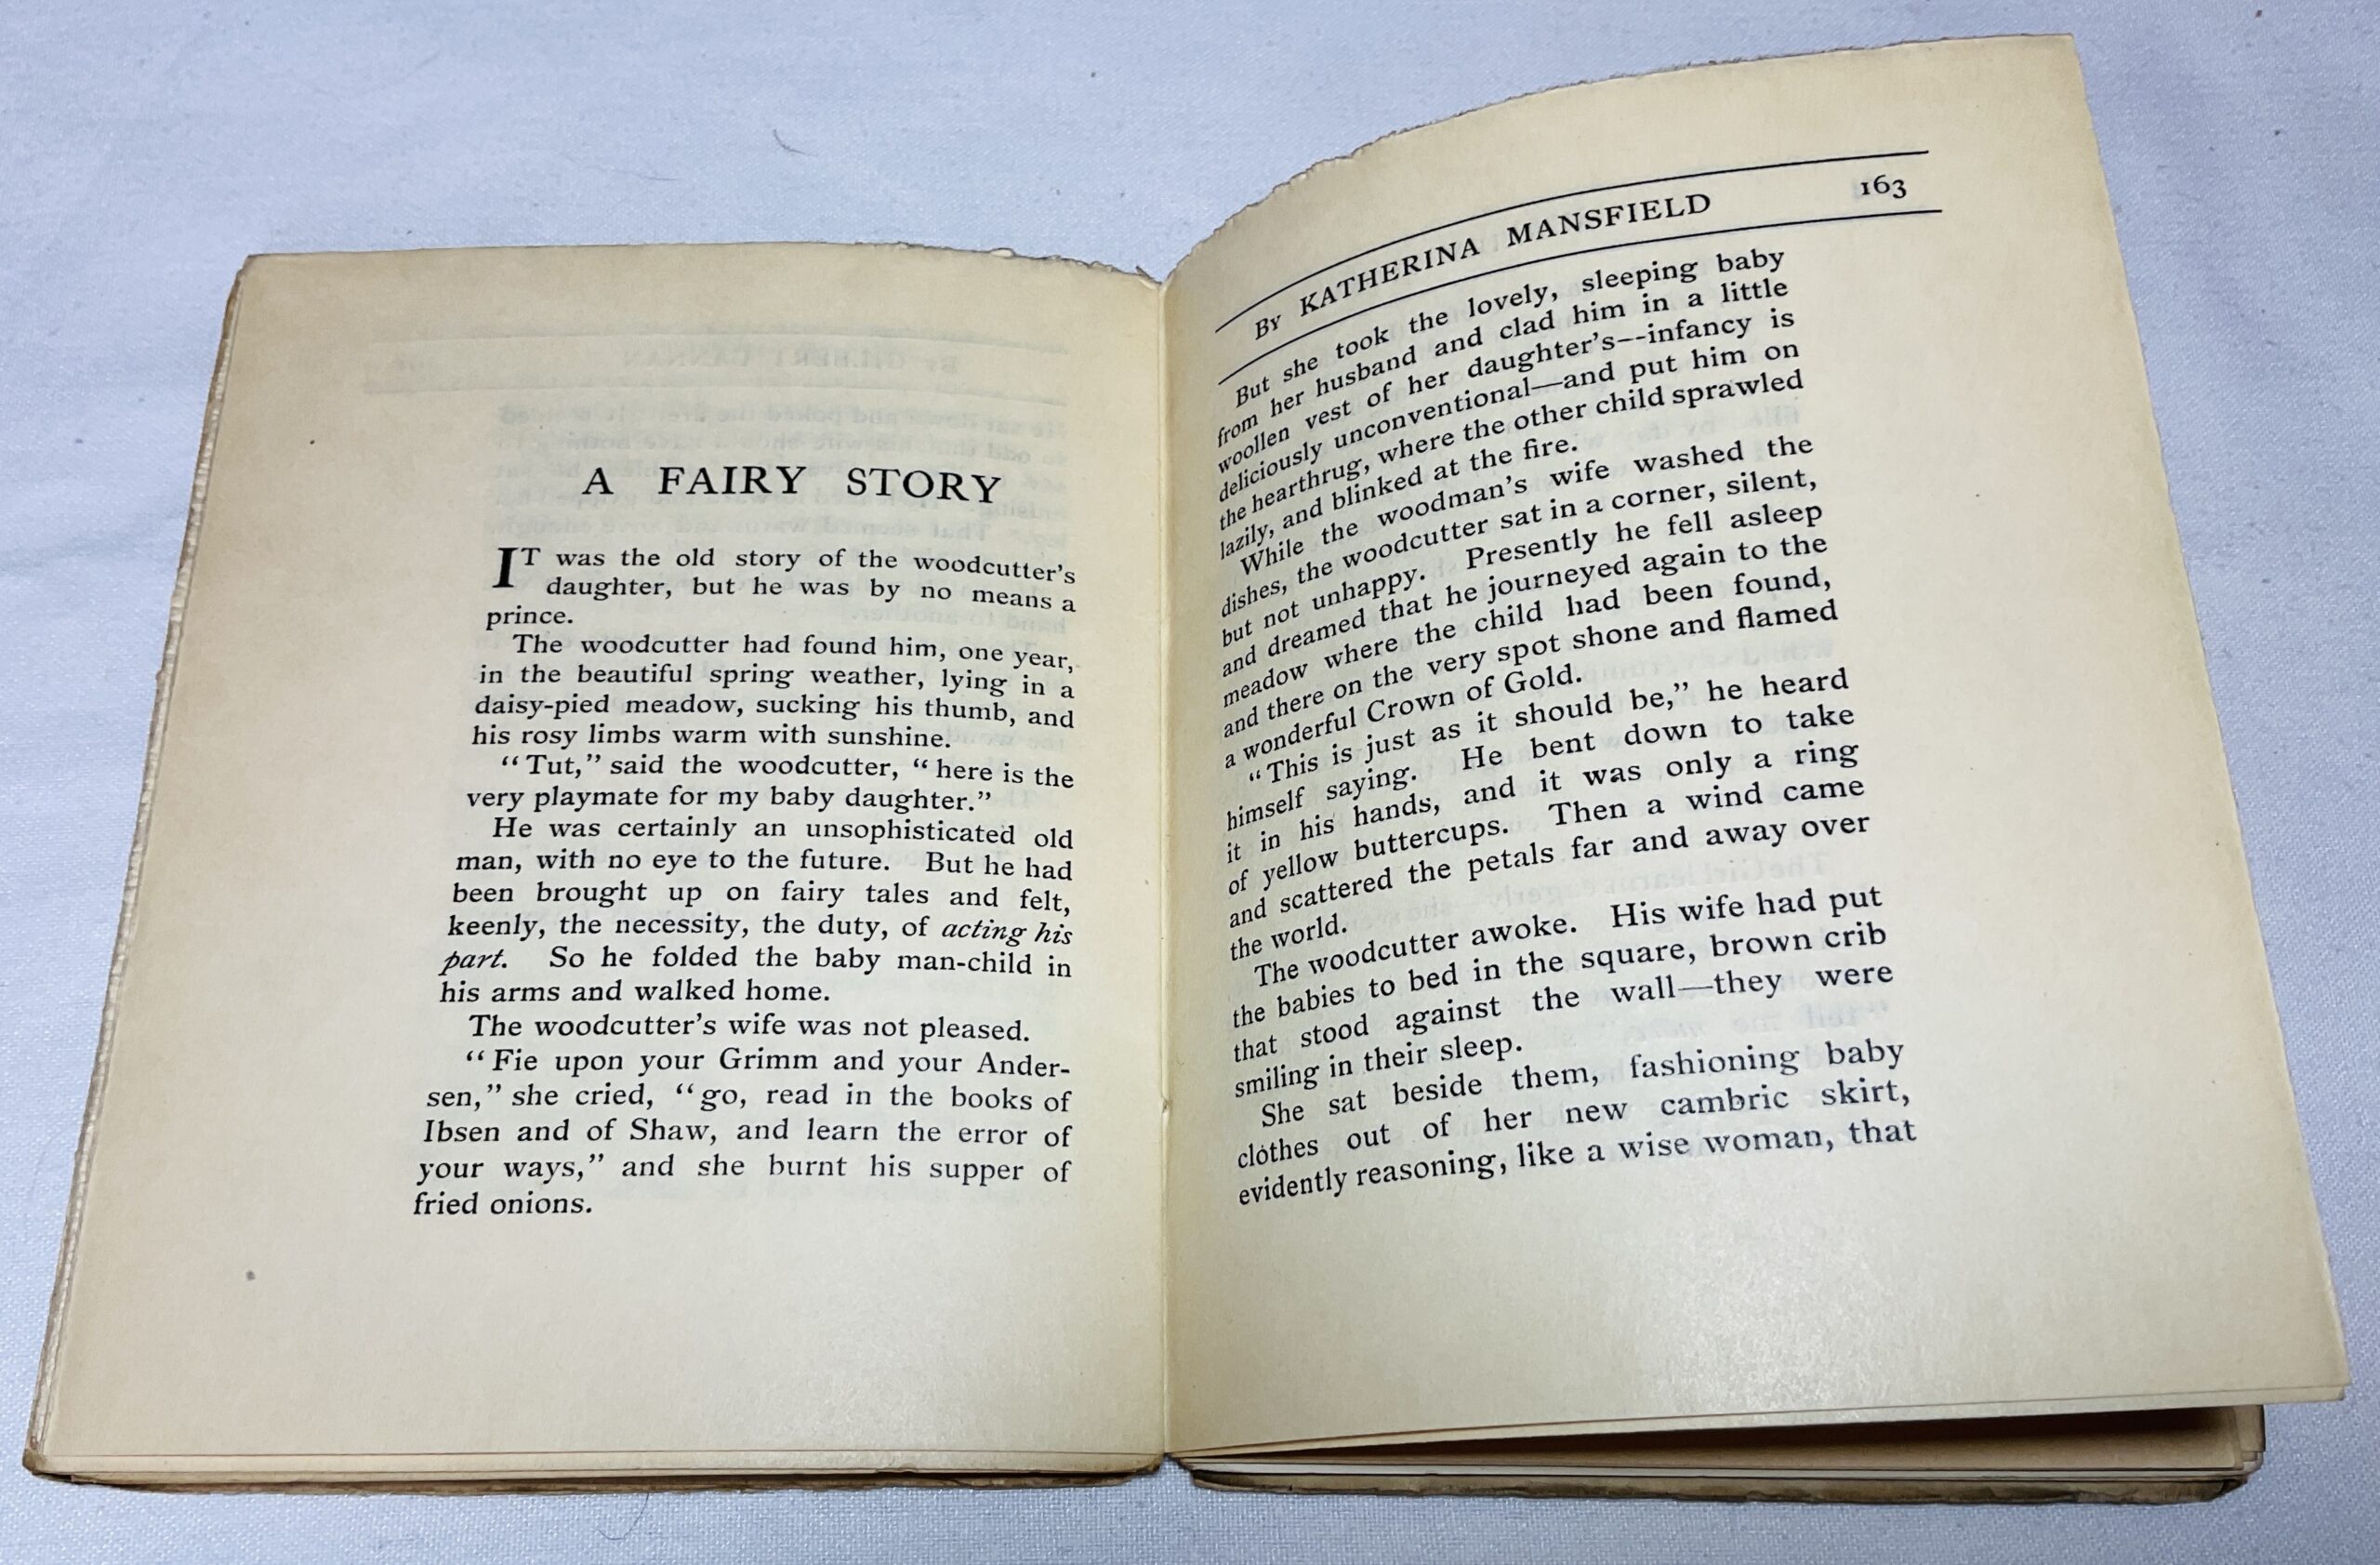 A FAIRY STORY
IT was the old story of the woodcutter's
daughter, but he was by no means a
prince.
The woodcutter had found him, one year,
in the beautiful spring weather, lying in a
daisy-pied meadow, sucking his thumb, and
his rosy limbs warm with sunshine.
“Tut,” said the woodcutter, “here is the
very playmate for my baby daughter.”
He was certainly an unsophisticated old
man, with no eye to the future. But he had
been brought up on fairy tales and felt,
keenly, the necessity, the duty, of acting his
part. So he folded the baby man-child in
his arms and walked home.
The woodcutter's wife was not pleased.
“Fie upon your Grimm and your Ander-
sen,” she cried, “go, read in the books of
Ibsen and of Shaw, and learn the error of
your ways,” and she burnt his supper of
fried onions.
By KATHERINA MANSFIELD 163
But she took the lovely, sleeping baby
from her husband and clad him in a little
woollen vest of her daughter's--infancy is
deliciously unconventional—and put him on
the hearthrug, where the other child sprawled
lazily, and blinked at the fire.
While the woodman's wife washed the
dishes, the woodcutter sat in a corner, silent,
but not unhappy. Presently he fell asleep
and dreamed that he journeyed again to the
meadow where the child had been found,
and there on the very spot shone and flamed
a wonderful Crown of Gold.
“This is just as it should be,” he heard
himself saying. He bent down to take
it in his hands, and it was only a ring
of yellow buttercups. Then a wind came
and scattered the petals far and away over
the world.
The woodcutter awoke. His wife had put
the babies to bed in the square, brown crib
that stood against the wall—they were
smiling in their sleep.
She sat beside them, fashioning baby
clothes out of her new cambric skirt,
evidently reasoning, like a wise woman, that